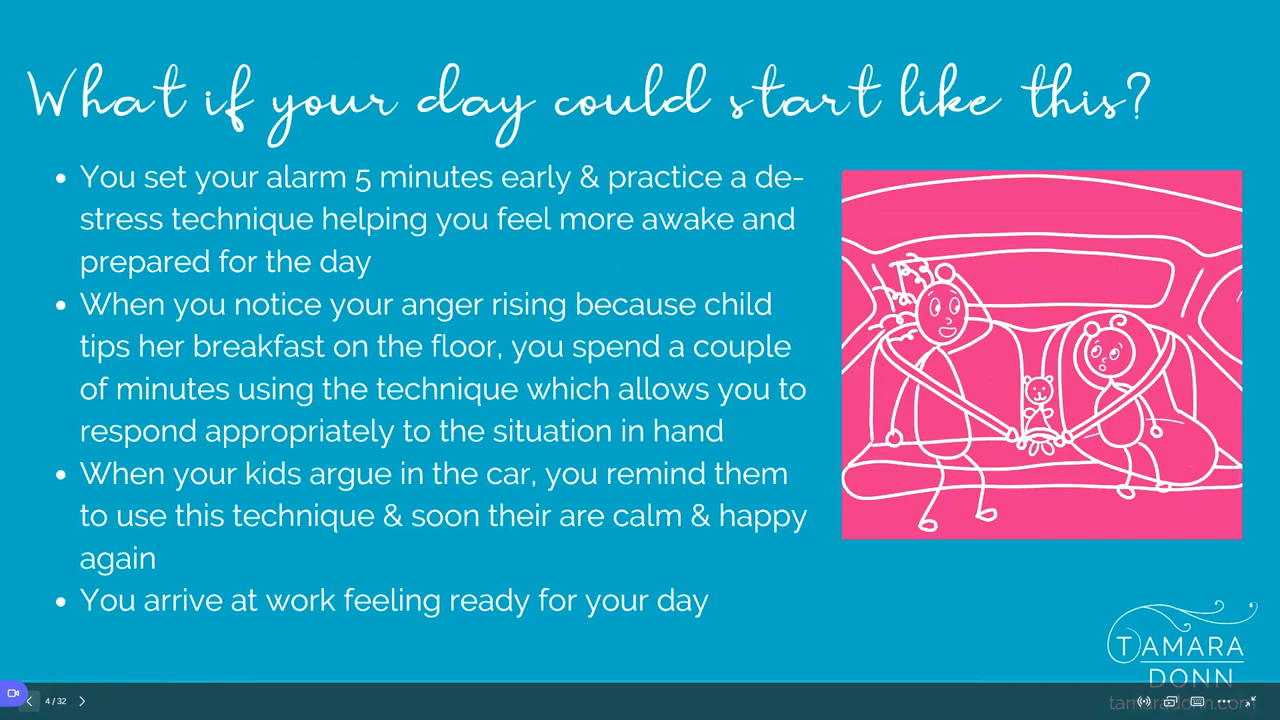 What if your day could start like this?
You set your alarm 5 minutes early & practice a de-
stress technique helping you feel more awake and
prepared for the day
When you notice your anger rising because child
tips her breakfast on the floor, you spend a couple
of minutes using the technique which allows you to
respond appropriately to the situation in hand
When your kids argue in the car, you remind them
to use this technique & soon their are calm & happy
again
You arrive at work feeling ready for your day
TAMARA
DONN
tamaradonn.com
4 / 32